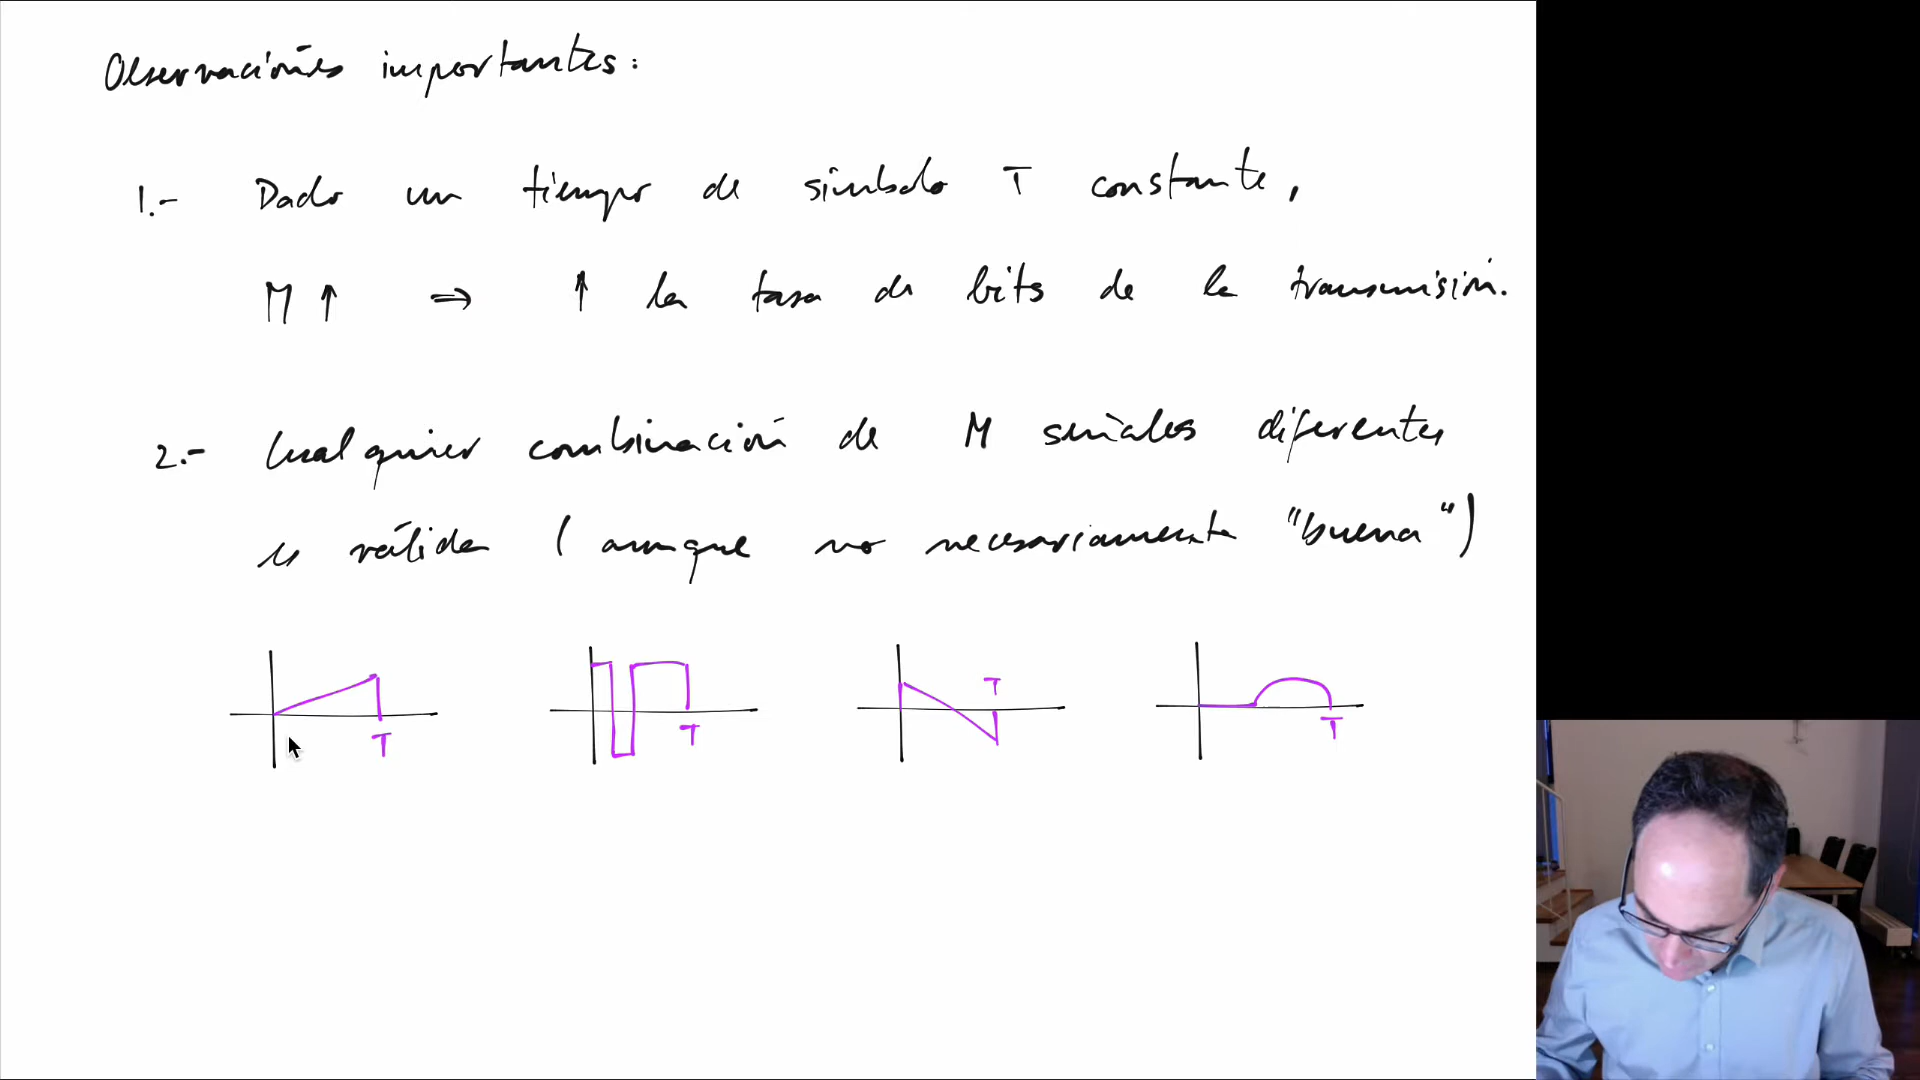 Observaciones importantes:
1.- Dado un tiempo de símbolo T constante,
M ↑ ⇒ ↑ la tasa de bits de la transmisión.
2.- Cualquier combinación de M señales diferentes
es válida (aunque no necesariamente "buena")
T T T T